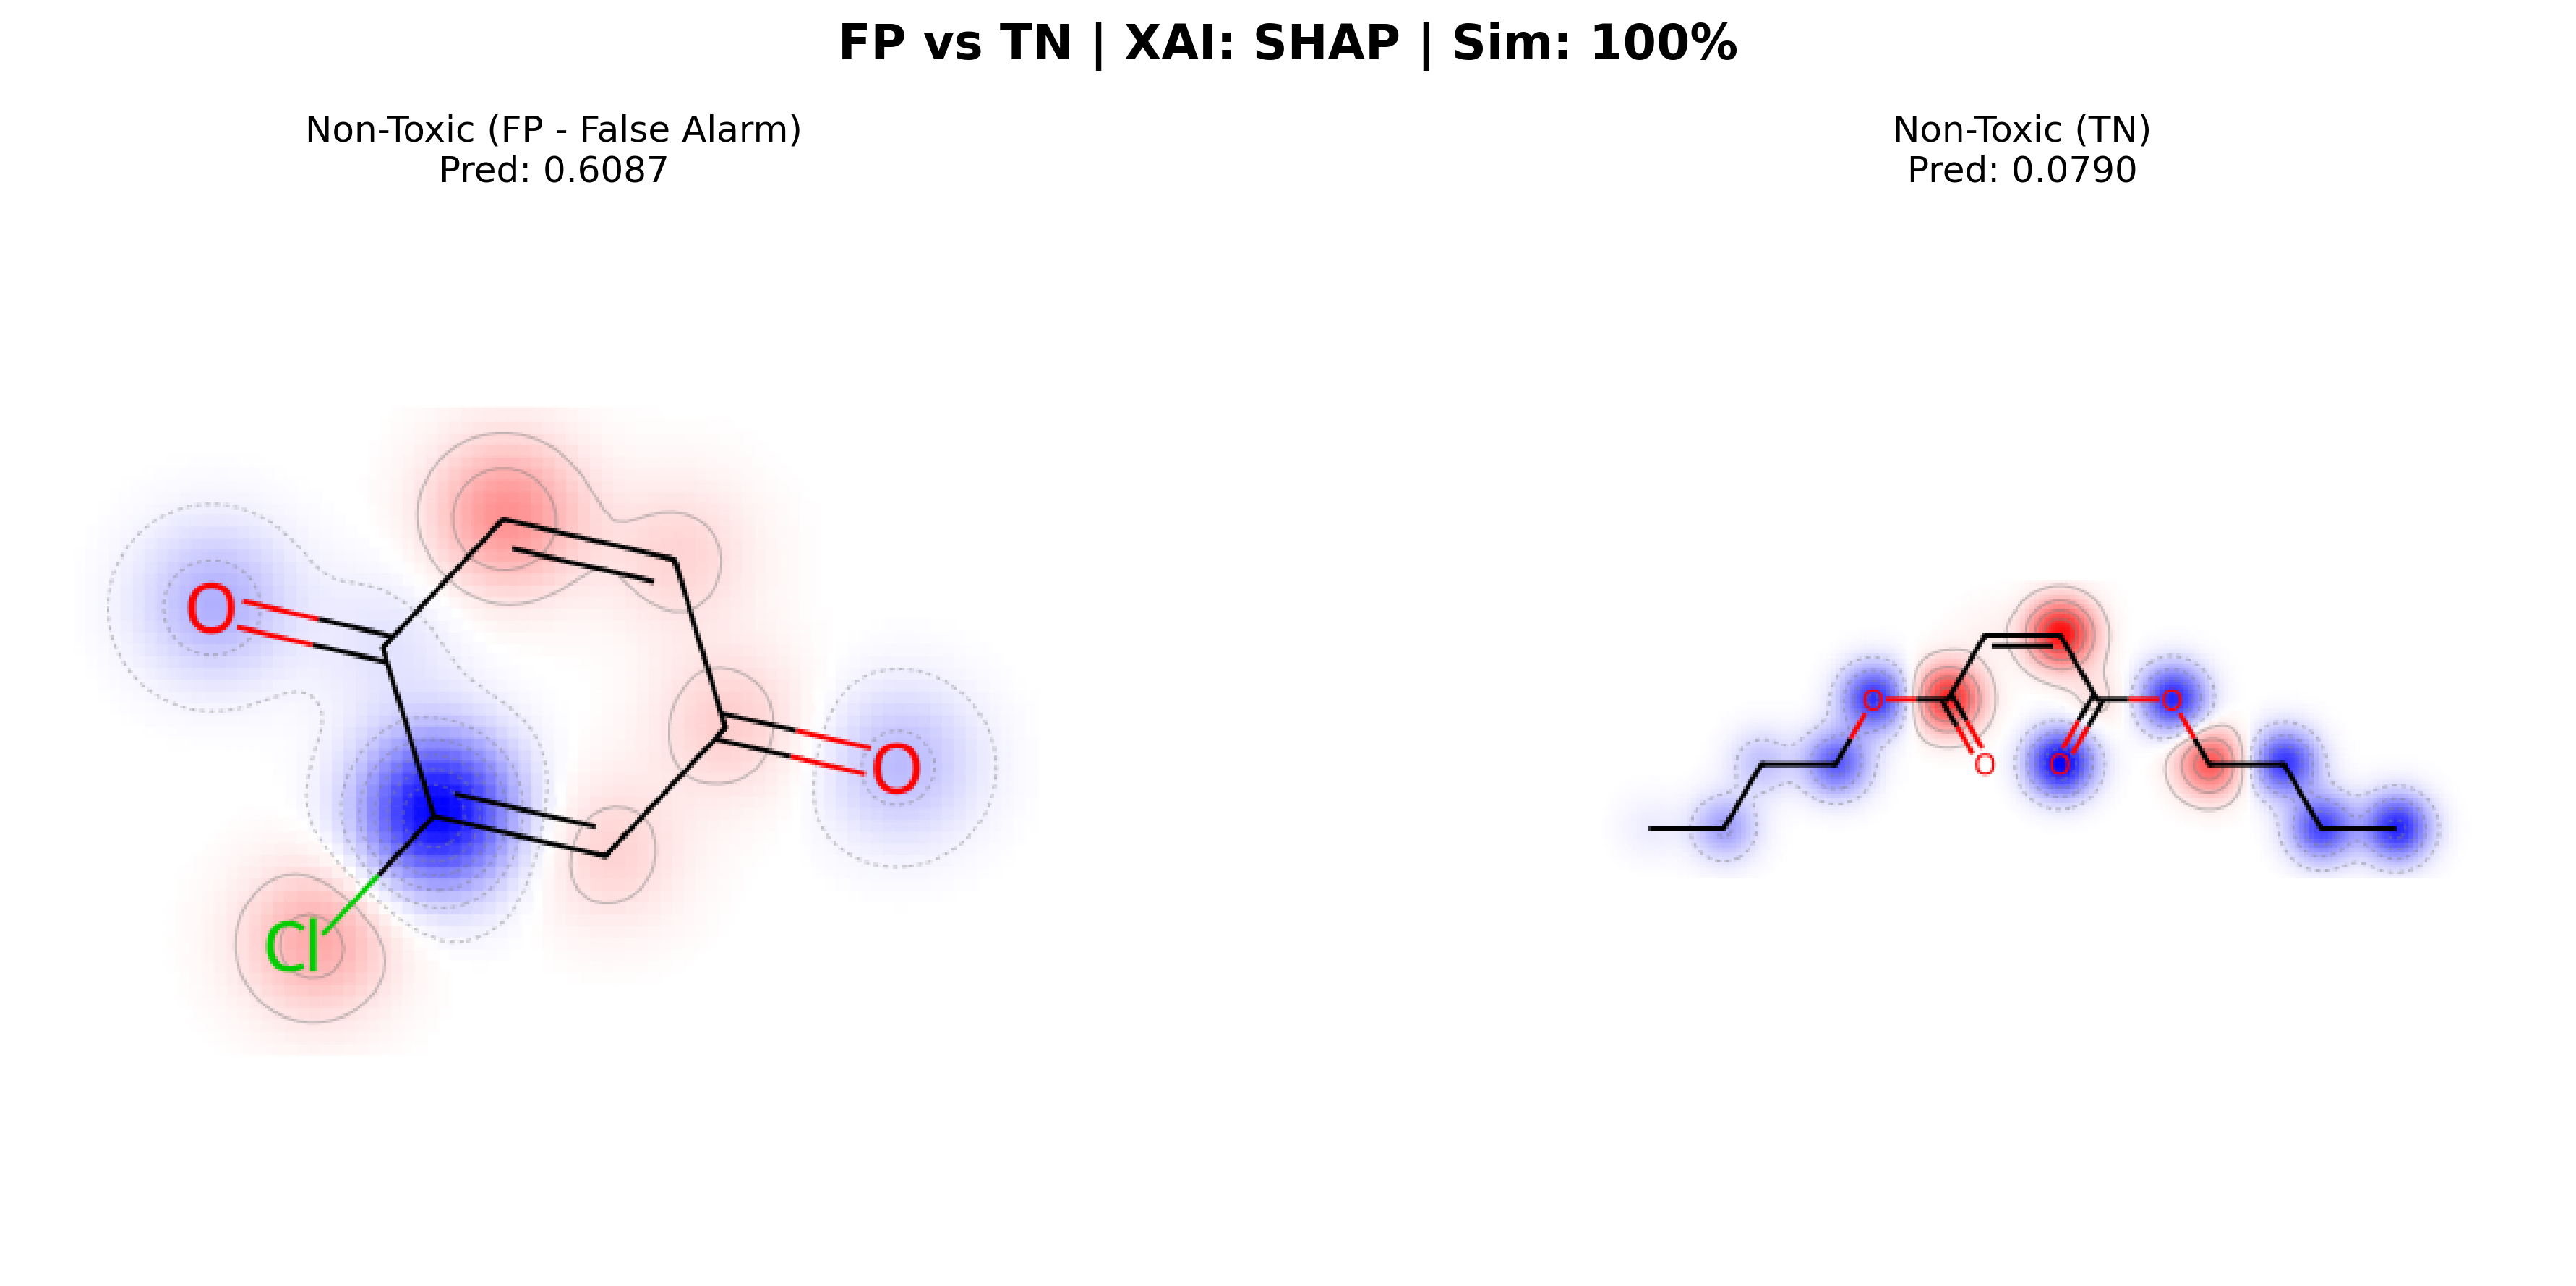 FP vs TN | XAI: SHAP | Sim: 100%
Non-Toxic (FP - False Alarm)
Pred: 0.6087
Non-Toxic (TN)
Pred: 0.0790
O
O
Cl
O
O
O
O